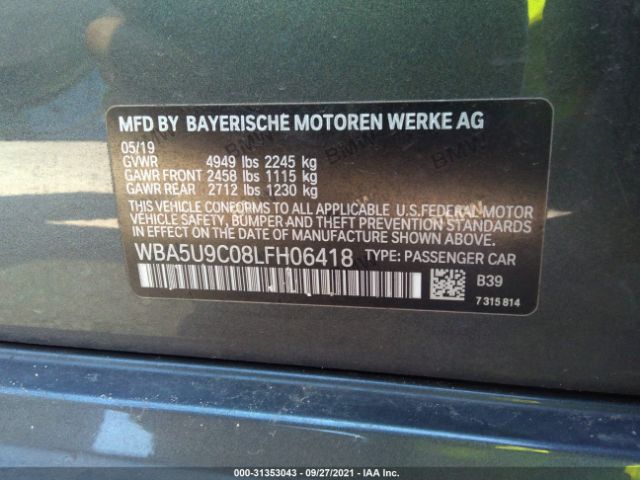 MFD BY BAYERISCHE MOTOREN WERKE AG
05/19
GVWR 4949 lbs 2245 kg
GAWR FRONT 2458 lbs 1115 kg
GAWR REAR 2712 lbs 1230 kg
THIS VEHICLE CONFORMS TO ALL APPLICABLE U.S.FEDERAL MOTOR
VEHICLE SAFETY, BUMPER AND THEFT PREVENTION STANDARDS
IN EFFECT ON THE DATE OF MANUFACTURE SHOWN ABOVE.
WBA5U9C08LFH06418 TYPE: PASSENGER CAR
B39
7 315 814
000-31353043 - 09/27/2021 - IAA Inc.